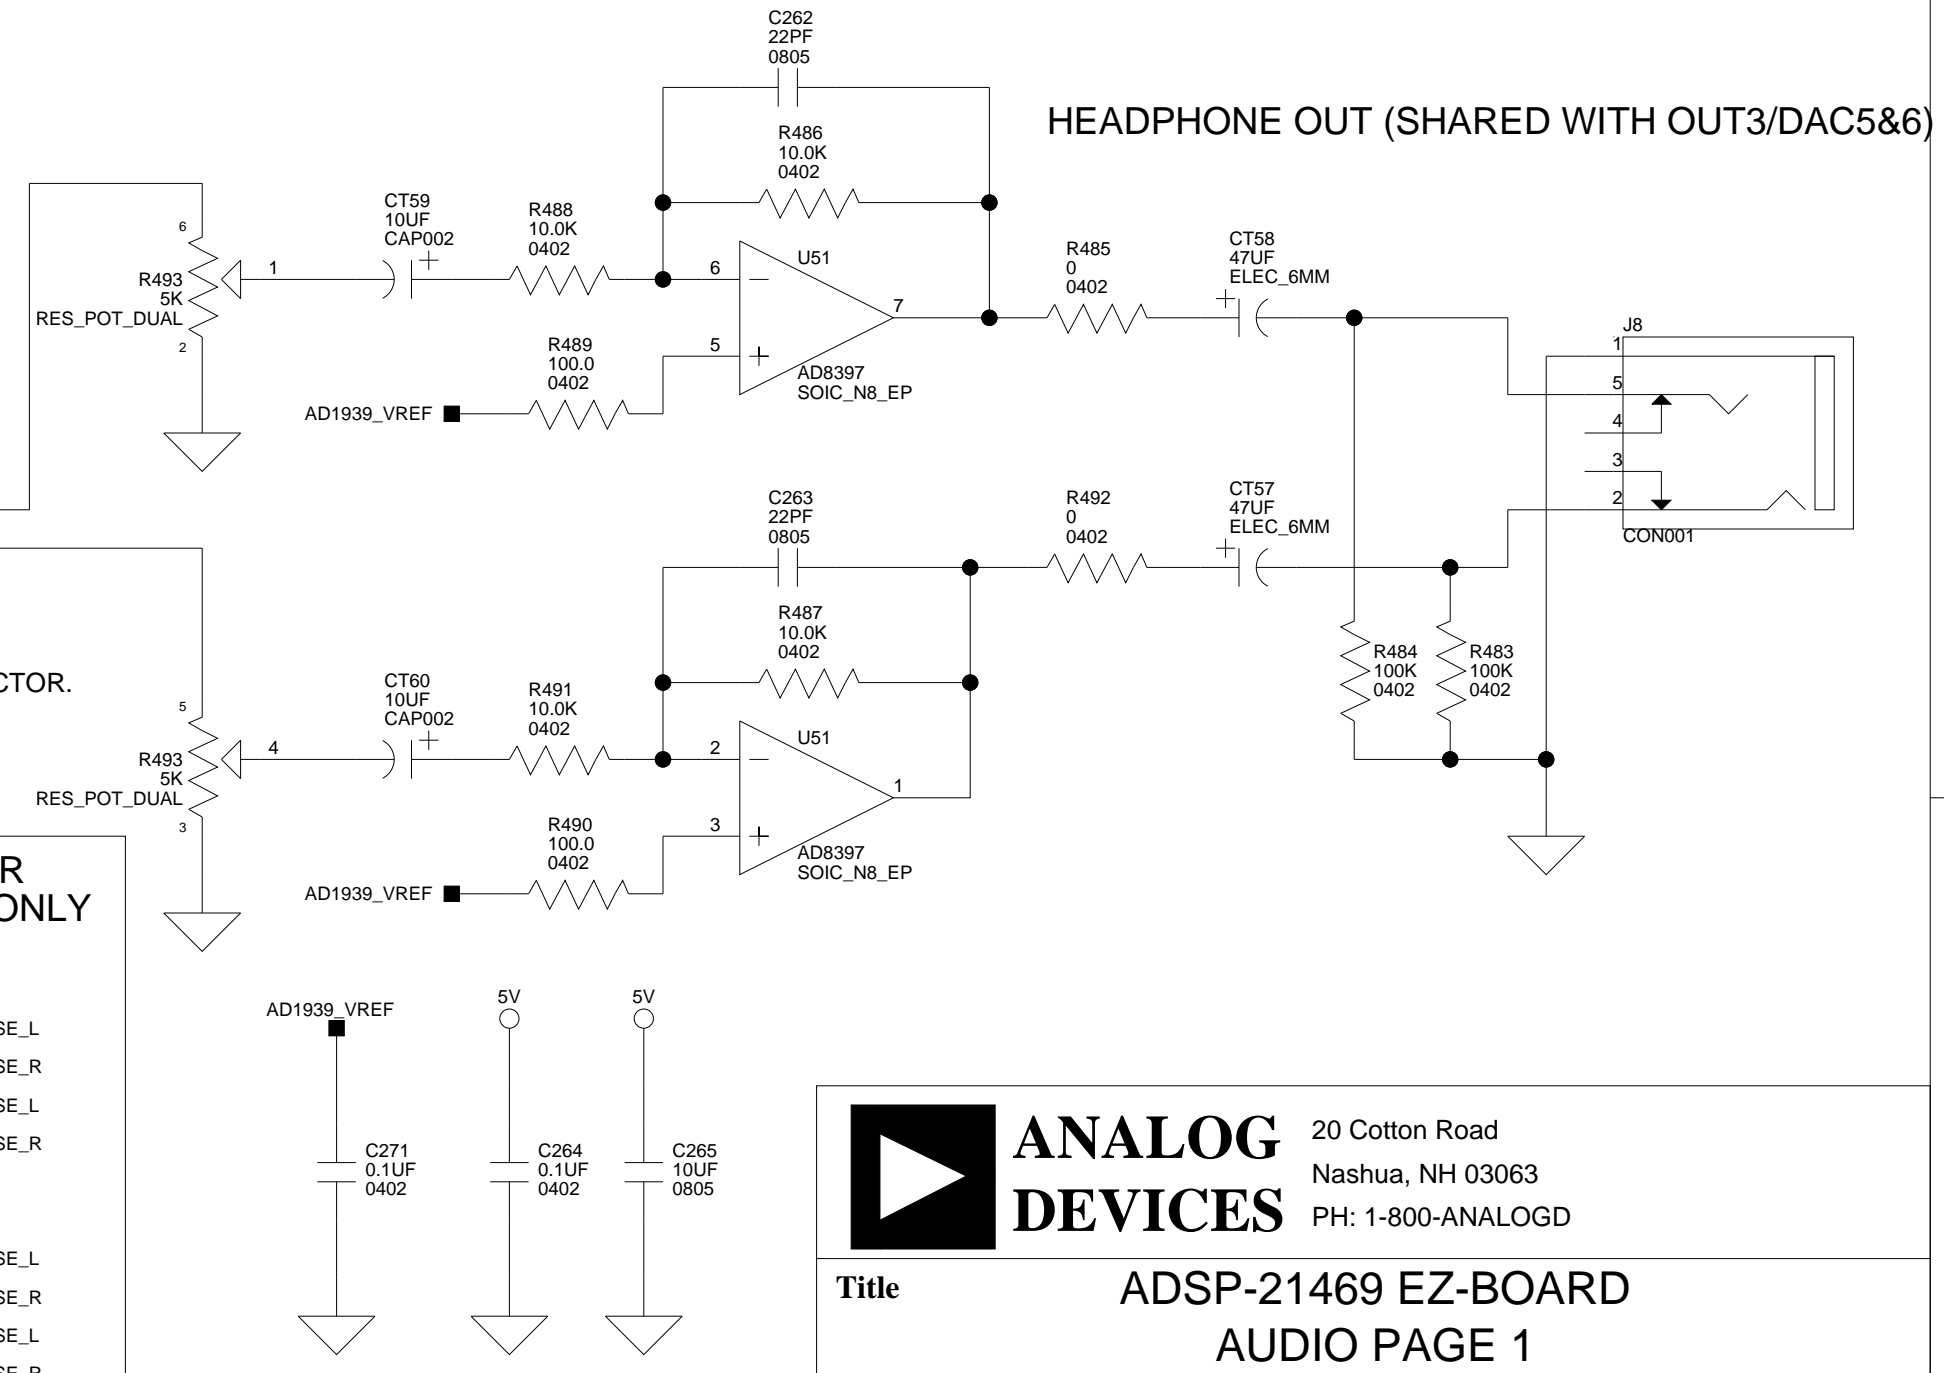 C262
22PF
0805
HEADPHONE OUT (SHARED WITH OUT3/DAC5&6)
R486
10.0K
0402
6
R493
5K
RES_POT_DUAL
2
1
CT59
10UF
CAP002
+
R488
10.0K
0402
6
U51
7
5
AD8397
SOIC_N8_EP
R489
100.0
0402
AD1939_VREF
R485
0
0402
CT58
47UF
ELEC_6MM
+
J8
1
5
4
3
2
CON001
C263
22PF
0805
R487
10.0K
0402
R492
0
0402
CT57
47UF
ELEC_6MM
+
R484
100K
0402
R483
100K
0402
CTOR.
5
R493
5K
RES_POT_DUAL
3
4
CT60
10UF
CAP002
+
R491
10.0K
0402
2
U51
1
3
AD8397
SOIC_N8_EP
R490
100.0
0402
AD1939_VREF
R
ONLY
SE_L
SE_R
SE_L
SE_R
SE_L
SE_R
SE_L
SE_R
AD1939_VREF
C271
0.1UF
0402
5V
C264
0.1UF
0402
5V
C265
10UF
0805
ANALOG
DEVICES
20 Cotton Road
Nashua, NH 03063
PH: 1-800-ANALOGD
Title
ADSP-21469 EZ-BOARD
AUDIO PAGE 1